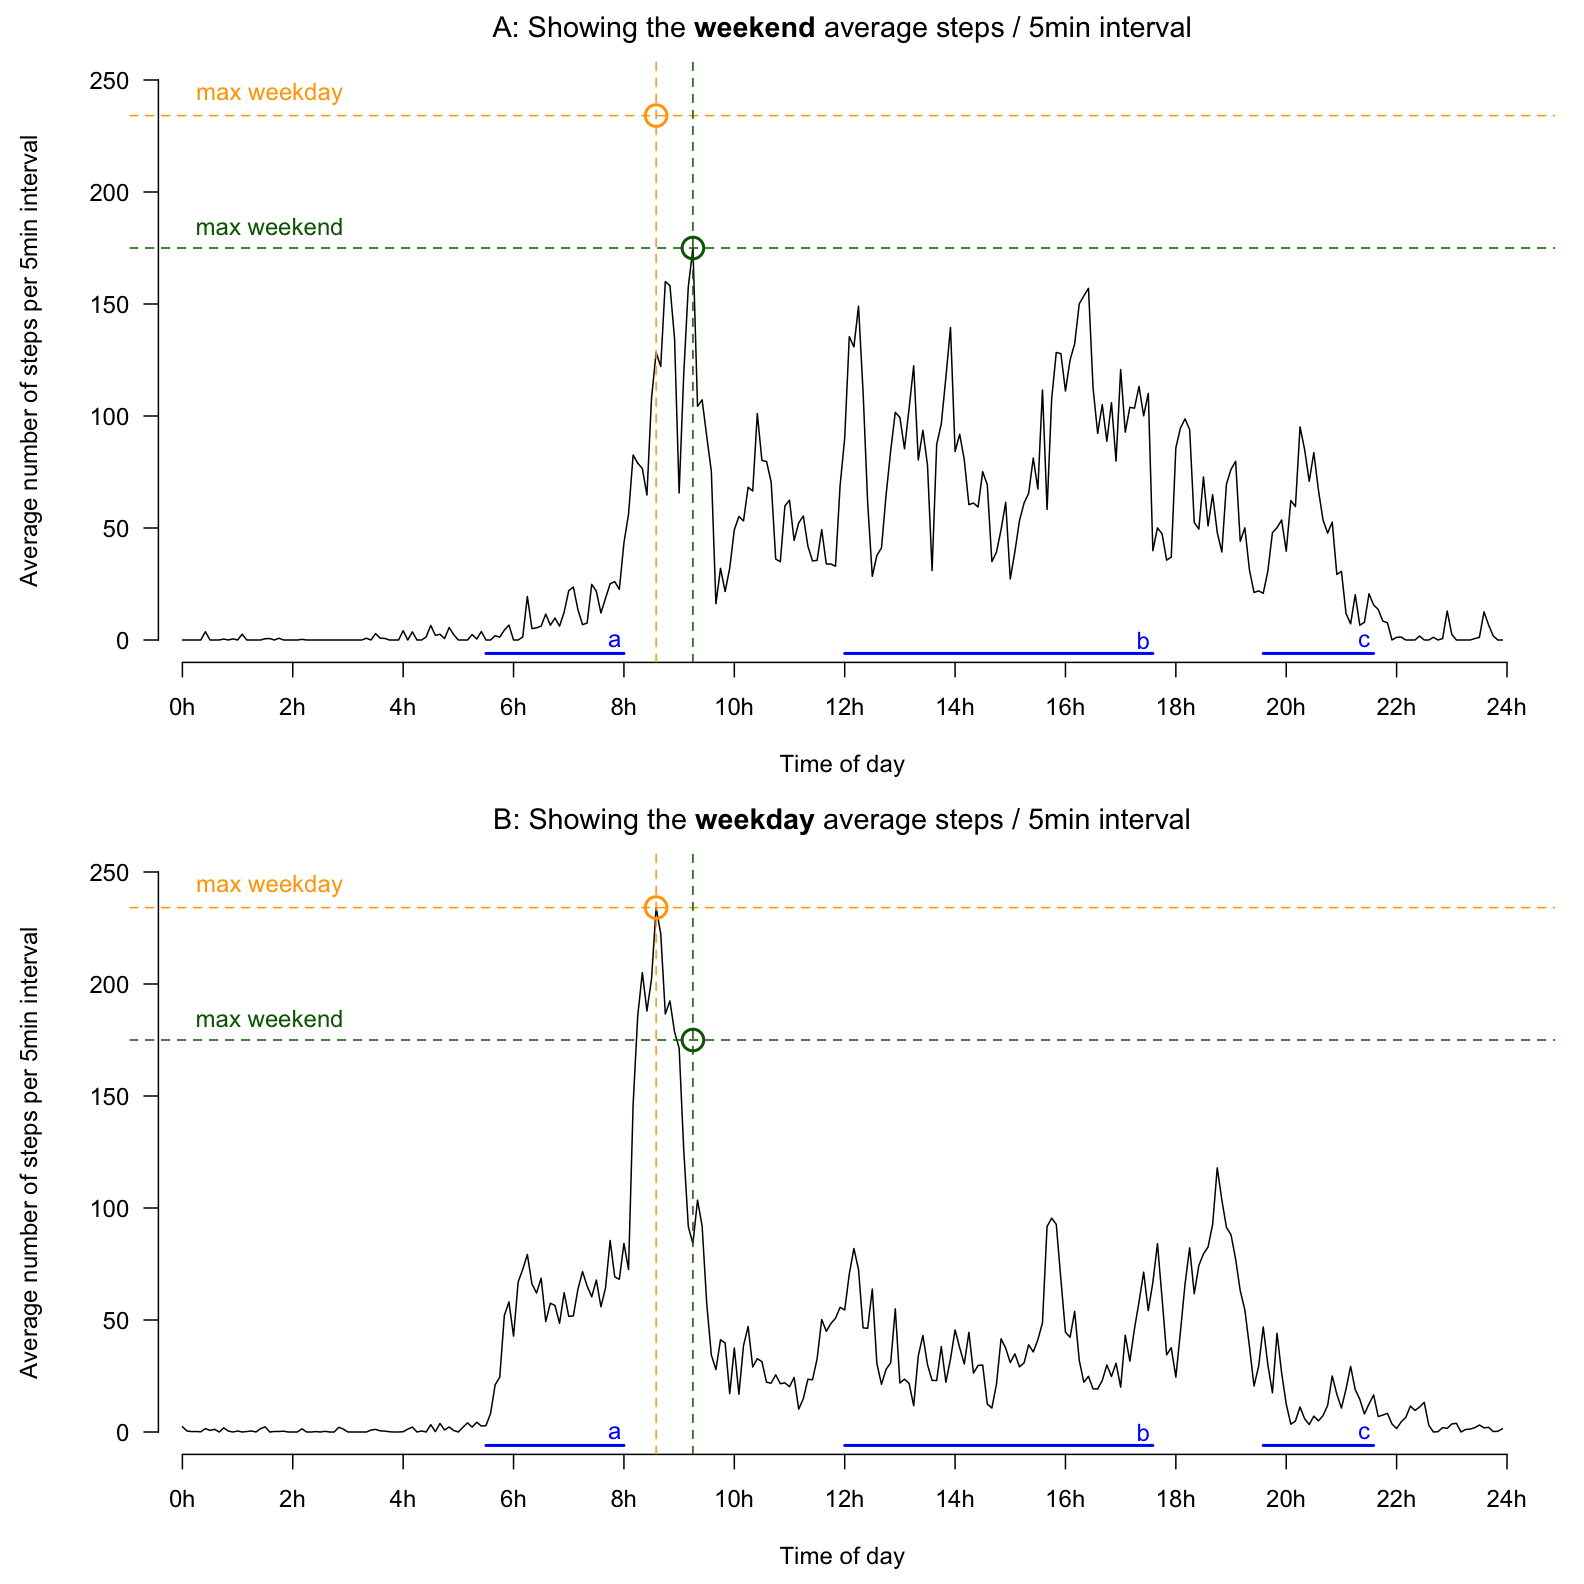 A: Showing the weekend average steps / 5min interval
250
max weekday
200
max weekend
150
100
50
0
Average number of steps per 5min interval
a
b
c
0h 2h 4h 6h 8h 10h 12h 14h 16h 18h 20h 22h 24h
Time of day
B: Showing the weekday average steps / 5min interval
250
max weekday
200
max weekend
150
100
50
0
Average number of steps per 5min interval
a
b
c
0h 2h 4h 6h 8h 10h 12h 14h 16h 18h 20h 22h 24h
Time of day